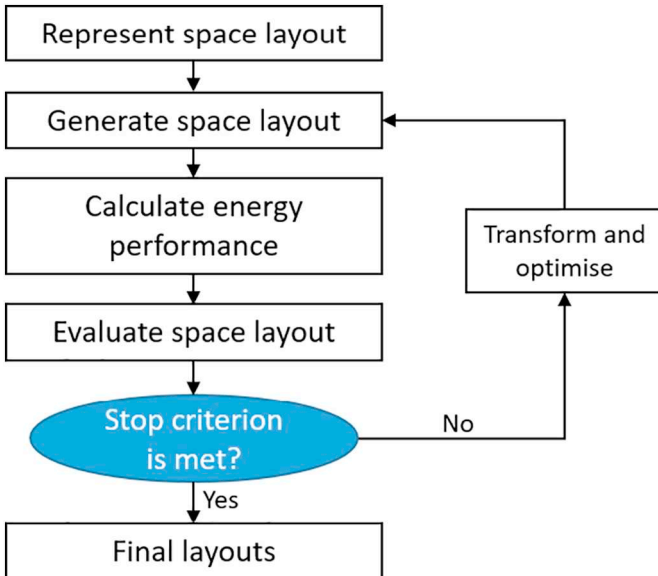 Represent space layout
Generate space layout
Calculate energy
performance
Transform and
optimise
Evaluate space layout
Stop criterion
is met?
No
Yes
Final layouts